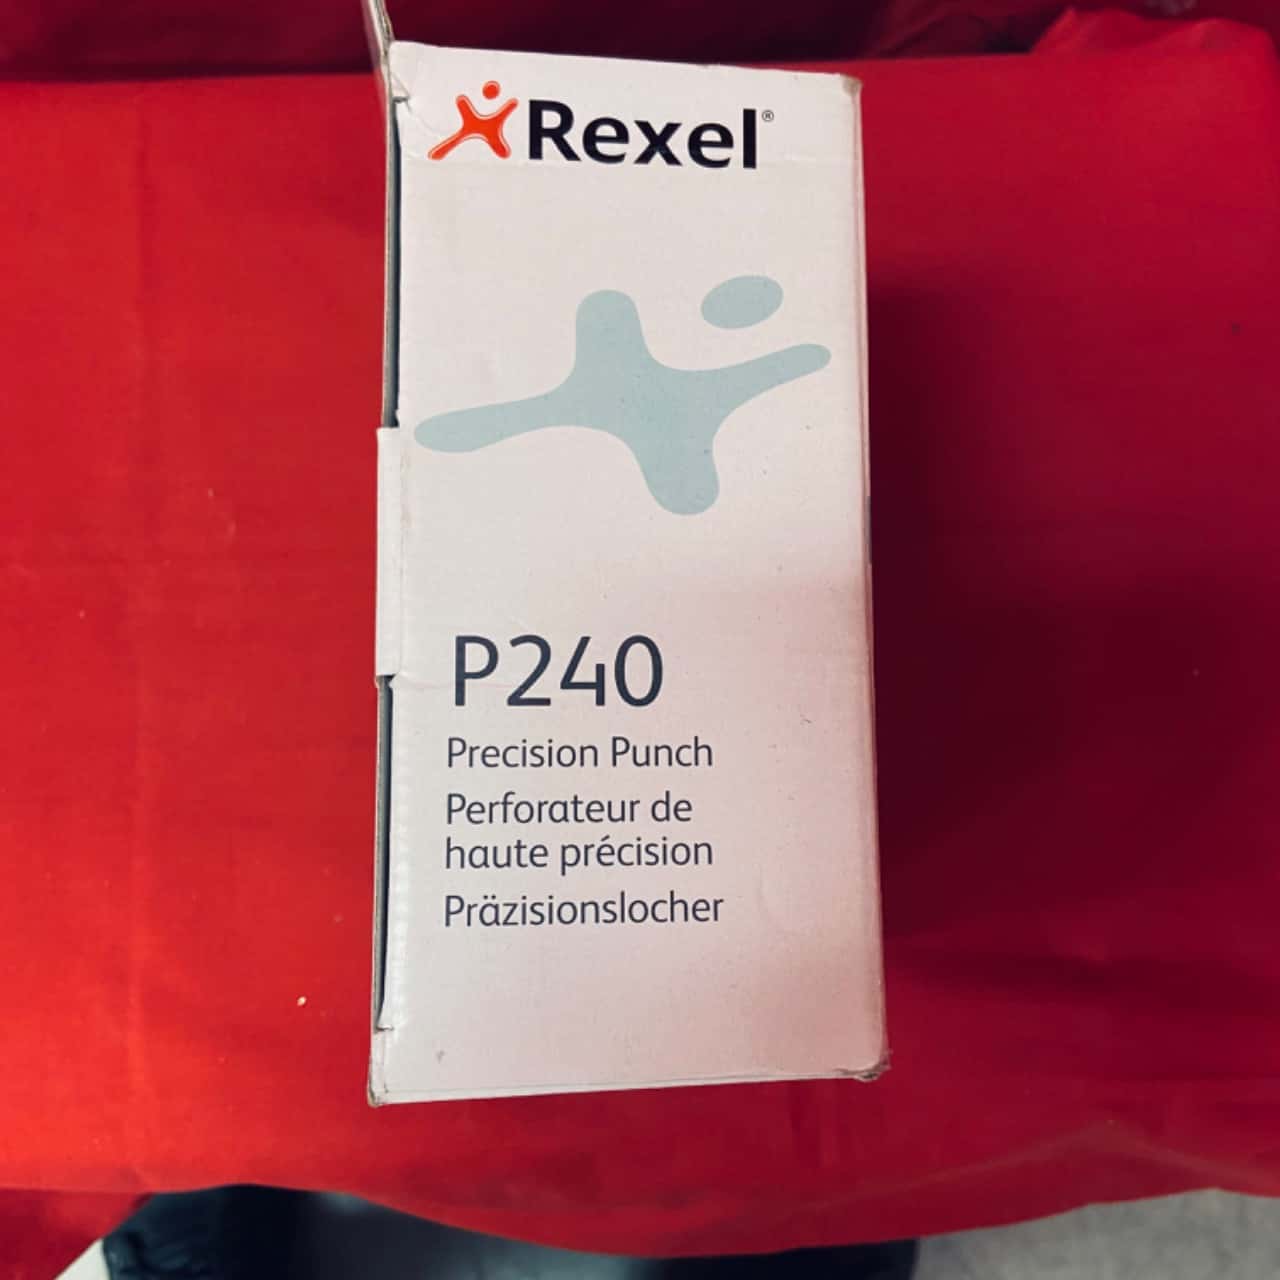 Rexel®
P240
Precision Punch
Perforateur de
haute précision
Präzisionslocher